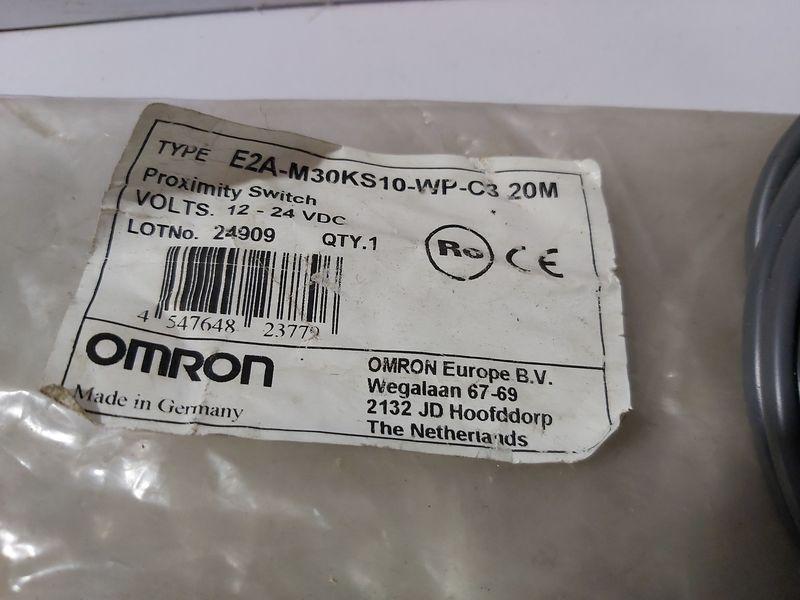 TYPE E2A-M30KS10-WP-C3 20M
Proximity Switch
VOLTS. 12 - 24 VDC
LOTNo. 24909 QTY.1
CE
4 547648
OMRON
OMRON Europe B.V.
Wegalaan 67-69
2132 JD Hoofddorp
The Netherlands
Made in Germany